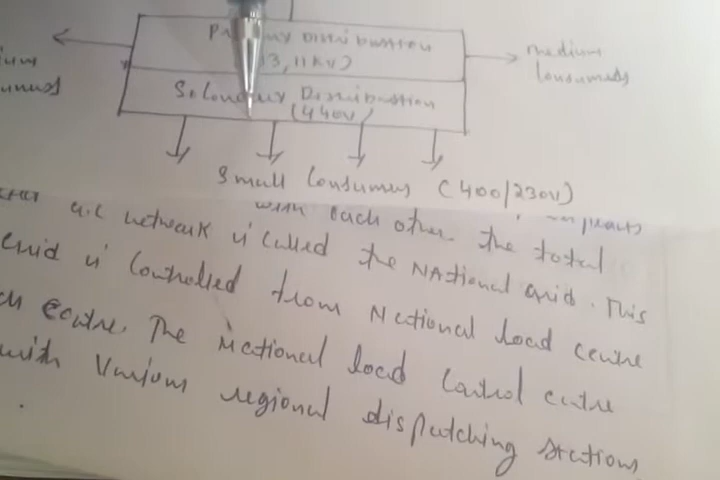 Distribution
medium
(33, 11KV)
Consumers
Secondary Distribution
(440V)
Small Consumers (400/230V)
with each other. the total
a.c network is called the National Grid. This
Grid is Controlled from National load centre
centre. The National load Control centre
with Various regional dispatching stations